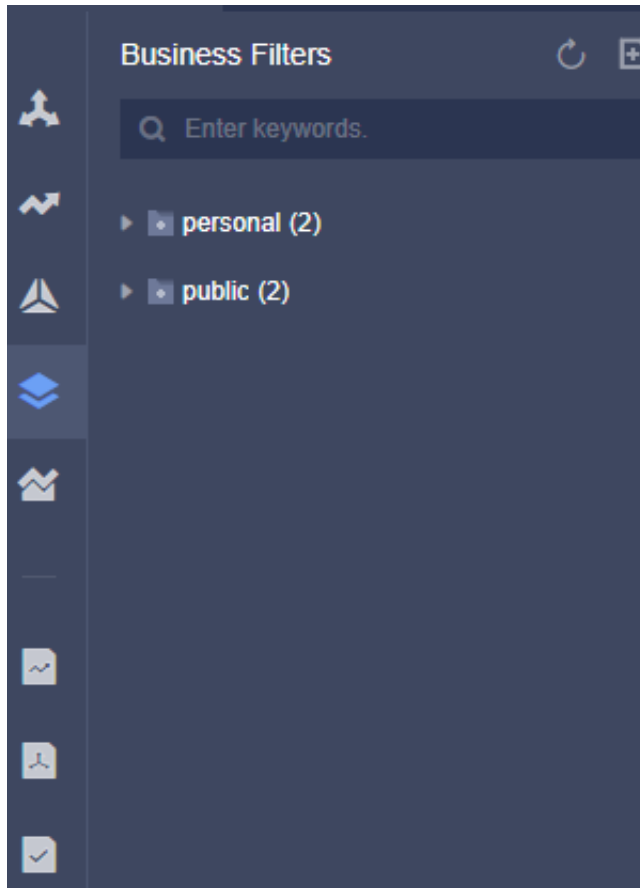 Business Filters
Enter keywords.
personal (2)
public (2)